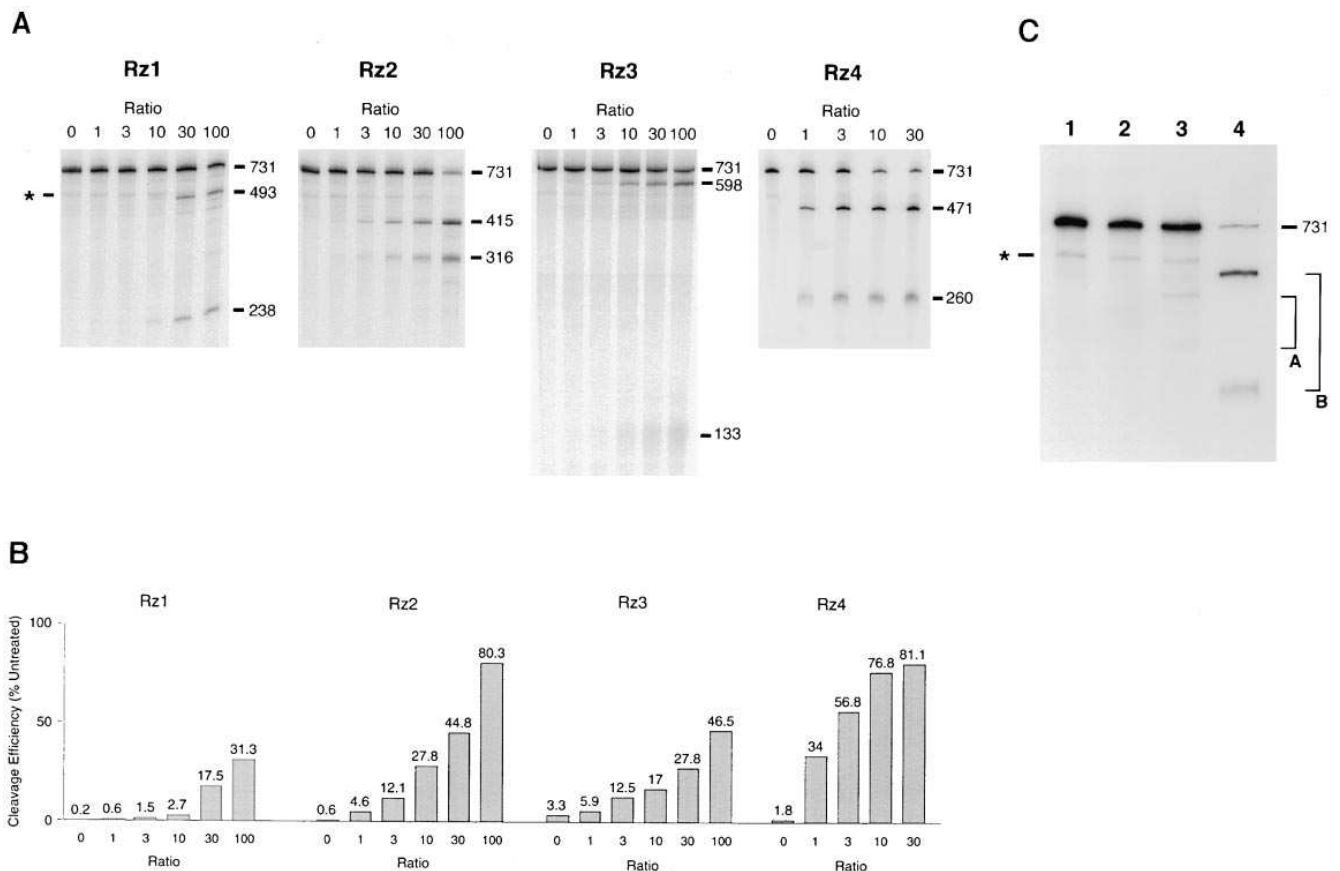 A
Rz1
Ratio
0 1 3 10 30 100
731
* 493
238
Rz2
Ratio
0 1 3 10 30 100
731
415
316
Rz3
Ratio
0 1 3 10 30 100
731
598
133
Rz4
Ratio
0 1 3 10 30
731
471
260
C
1 2 3 4
731
*
A
B
B
Cleavage Efficiency (% Untreated)
100
50
0
Rz1
0.2 0.6 1.5 2.7 17.5 31.3
0 1 3 10 30 100
Ratio
Rz2
0.6 4.6 12.1 27.8 44.8 80.3
0 1 3 10 30 100
Ratio
Rz3
3.3 5.9 12.5 17 27.8 46.5
0 1 3 10 30 100
Ratio
Rz4
1.8 34 56.8 76.8 81.1
0 1 3 10 30
Ratio